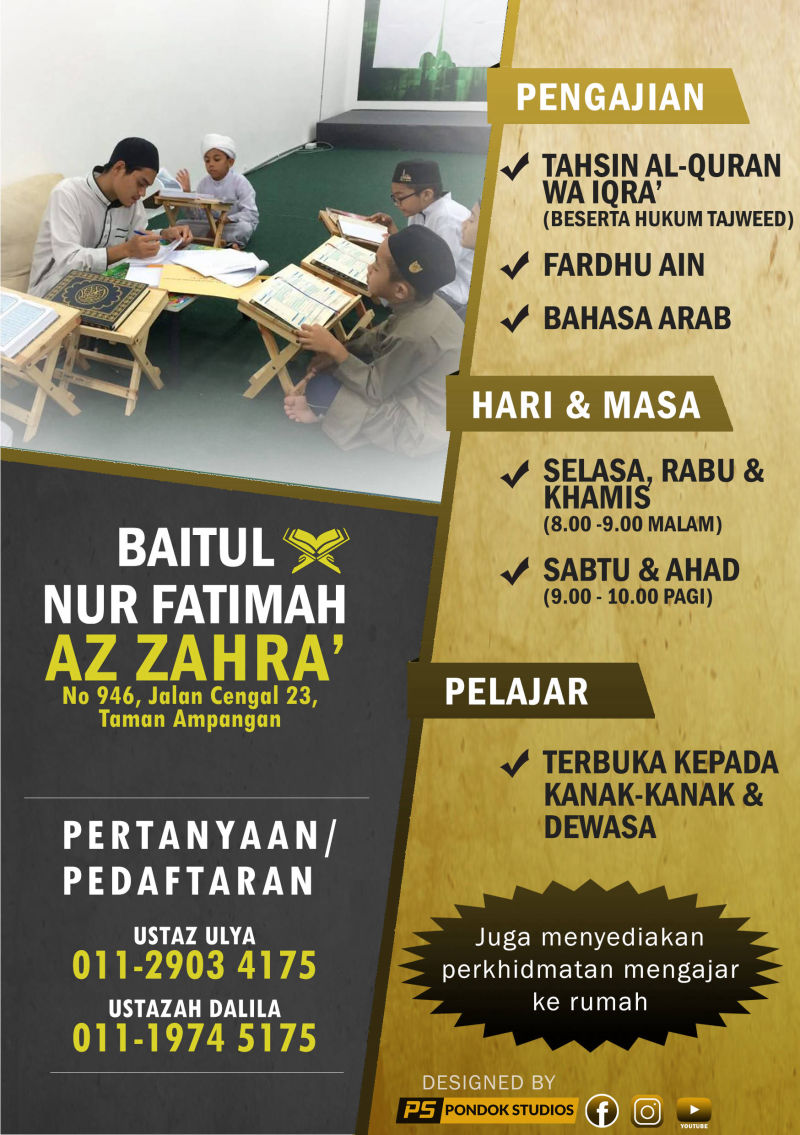 PENGAJIAN
TAHSIN AL-QURAN
WA IQRA'
(BESERTA HUKUM TAJWEED)
FARDHU AIN
BAHASA ARAB
HARI & MASA
SELASA, RABU &
KHAMIS
(8.00 -9.00 MALAM)
SABTU & AHAD
(9.00 - 10.00 PAGI)
PELAJAR
TERBUKA KEPADA
KANAK-KANAK &
DEWASA
Juga menyediakan
perkhidmatan mengajar
ke rumah
BAITUL
NUR FATIMAH
AZ ZAHRA'
No 946, Jalan Cengal 23,
Taman Ampangan
PERTANYAAN/
PEDAFTARAN
USTAZ ULYA
011-2903 4175
USTAZAH DALILA
011-1974 5175
DESIGNED BY
PS PONDOK STUDIOS
YOUTUBE